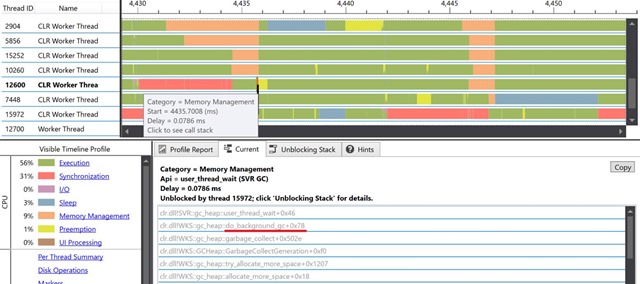 Thread ID Name 4,430 4,435 4,440 4,445 4,450
2904 CLR Worker Thread
5856 CLR Worker Thread
15252 CLR Worker Thread
10260 CLR Worker Thread
12600 CLR Worker Threa
7448 CLR Worker Thread
15972 CLR Worker Thread
12700 Worker Thread
Category = Memory Management
Start = 4435.7008 (ms)
Delay = 0.0786 ms
Click to see call stack
Visible Timeline Profile
CPU
56% Execution
31% Synchronization
0% I/O
3% Sleep
9% Memory Management
1% Preemption
0% UI Processing
Per Thread Summary
Disk Operations
Markers
Profile Report Current Unblocking Stack Hints
Category = Memory Management
Api = user_thread_wait (SVR GC)
Delay = 0.0786 ms
Unblocked by thread 15972; click 'Unblocking Stack' for details.
Copy
clr.dll!SVR::gc_heap::user_thread_wait+0x46
clr.dll!WKS::gc_heap::do_background_gc+0x78
clr.dll!WKS::gc_heap::garbage_collect+0x502e
clr.dll!WKS::GCHeap::GarbageCollectGeneration+0xf0
clr.dll!WKS::gc_heap::try_allocate_more_space+0x1207
clr.dll!WKS::gc_heap::allocate_more_space+0x18